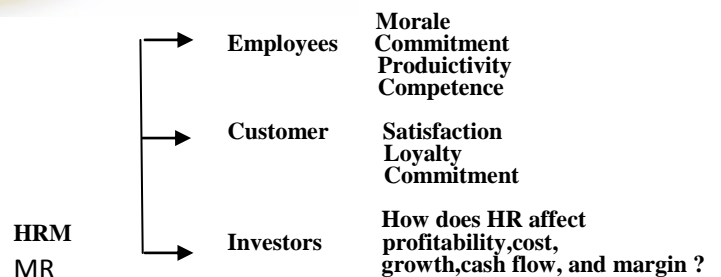 Morale
Employees Commitment
Produictivity
Competence
Customer Satisfaction
Loyalty
Commitment
How does HR affect
HRM
Investors profitability,cost,
MR
growth,cash flow, and margin ?